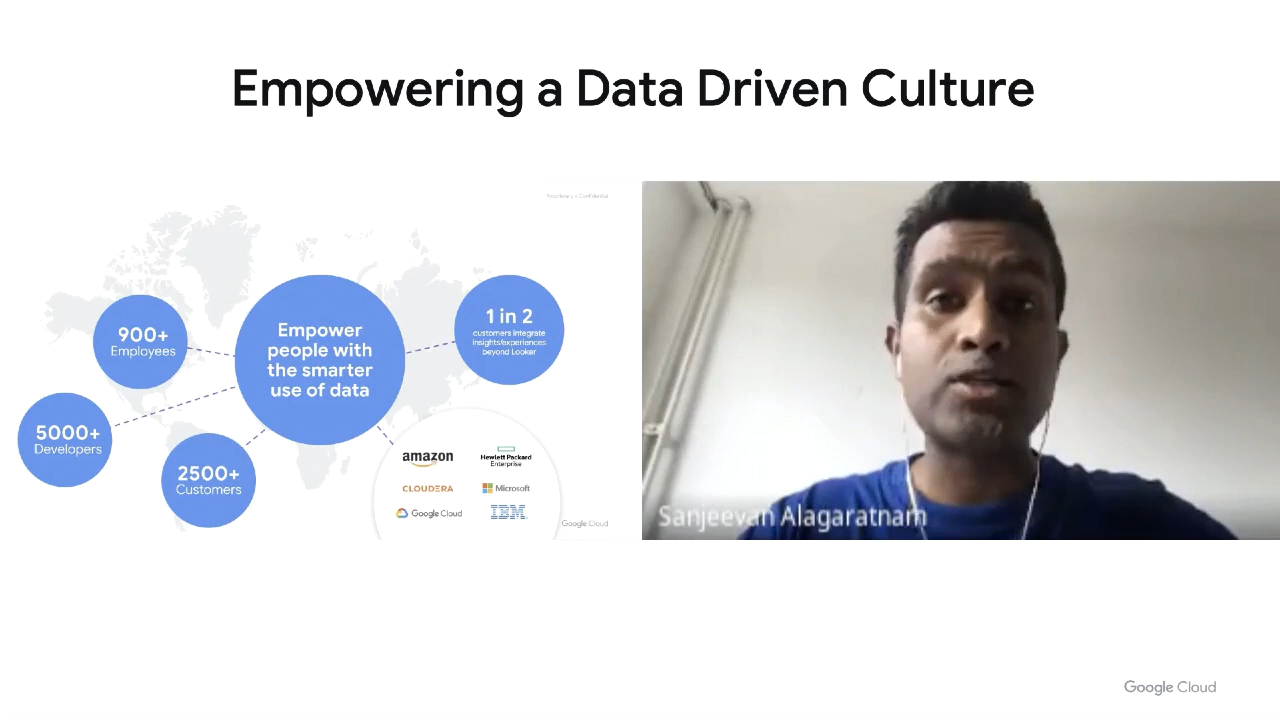 Empowering a Data Driven Culture
Proprietary + Confidential
900+
Employees
5000+
Developers
2500+
Customers
Empower
people with
the smarter
use of data
1 in 2
customers integrate
insights/experiences
beyond Looker
amazon
Hewlett Packard
Enterprise
CLOUDERA
Microsoft
Google Cloud
IBM
Google Cloud
Sanjeevan Alagaratnam
Google Cloud